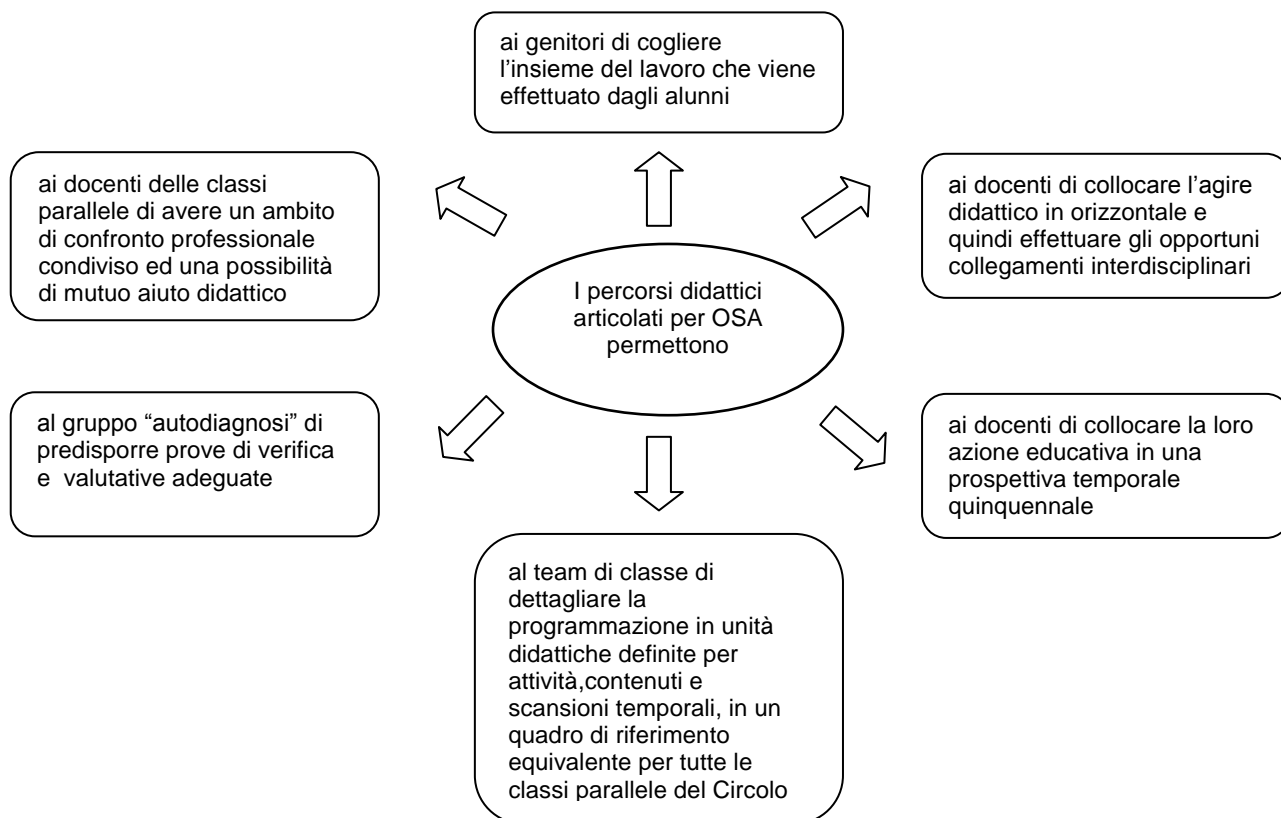 ai genitori di cogliere
l’insieme del lavoro che viene
effettuato dagli alunni
ai docenti delle classi
parallele di avere un ambito
di confronto professionale
condiviso ed una possibilità
di mutuo aiuto didattico
ai docenti di collocare l’agire
didattico in orizzontale e
quindi effettuare gli opportuni
collegamenti interdisciplinari
I percorsi didattici
articolati per OSA
permettono
al gruppo “autodiagnosi” di
predisporre prove di verifica
e  valutative adeguate
ai docenti di collocare la loro
azione educativa in una
prospettiva temporale
quinquennale
al team di classe di
dettagliare la
programmazione in unità
didattiche definite per
attività,contenuti e
scansioni temporali, in un
quadro di riferimento
equivalente per tutte le
classi parallele del Circolo